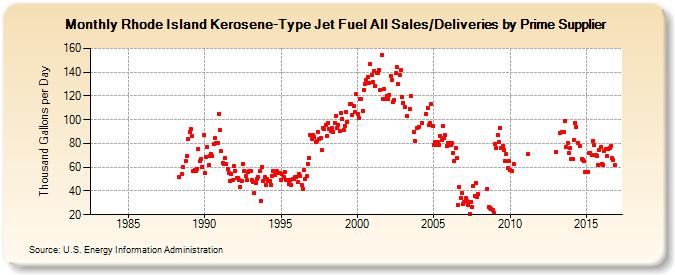 Monthly Rhode Island Kerosene-Type Jet Fuel All Sales/Deliveries by Prime Supplier
Thousand Gallons per Day
160
140
120
100
80
60
40
20
1985 1990 1995 2000 2005 2010 2015
Source: U.S. Energy Information Administration